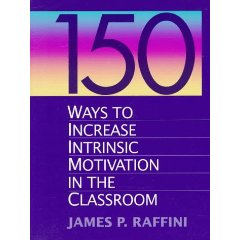 150
WAYS TO
INCREASE
INTRINSIC
MOTIVATION
IN THE
CLASSROOM
JAMES P. RAFFINI